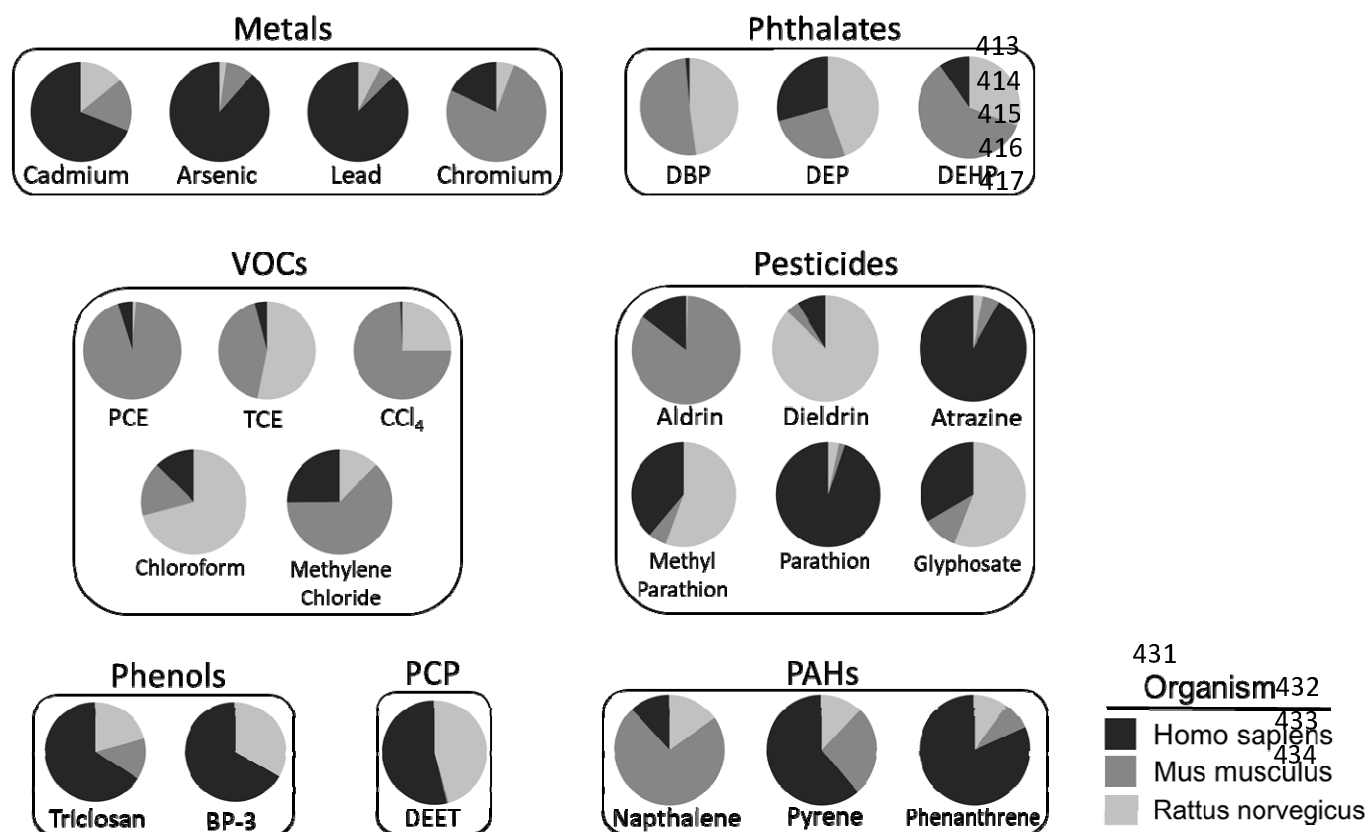 Metals
Cadmium
Arsenic
Lead
Chromium
Phthalates
413
414
415
416
417
DBP
DEP
DEHP
VOCs
PCE
TCE
CCl₄
Chloroform
Methylene
Chloride
Pesticides
Aldrin
Dieldrin
Atrazine
Methyl
Parathion
Parathion
Glyphosate
Phenols
Triclosan
BP-3
PCP
DEET
PAHs
Napthalene
Pyrene
Phenanthrene
431
Organism
432
433
Homo sapiens
434
Mus musculus
Rattus norvegicus